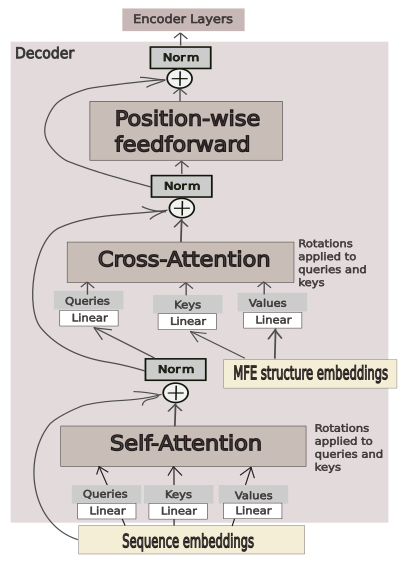 Encoder Layers
Decoder
Norm
Position-wise
feedforward
Norm
Cross-Attention
Rotations
applied to
queries and
keys
Queries
Keys
Values
Linear
Linear
Linear
Norm
MFE structure embeddings
Self-Attention
Rotations
applied to
queries and
keys
Queries
Keys
Values
Linear
Linear
Linear
Sequence embeddings